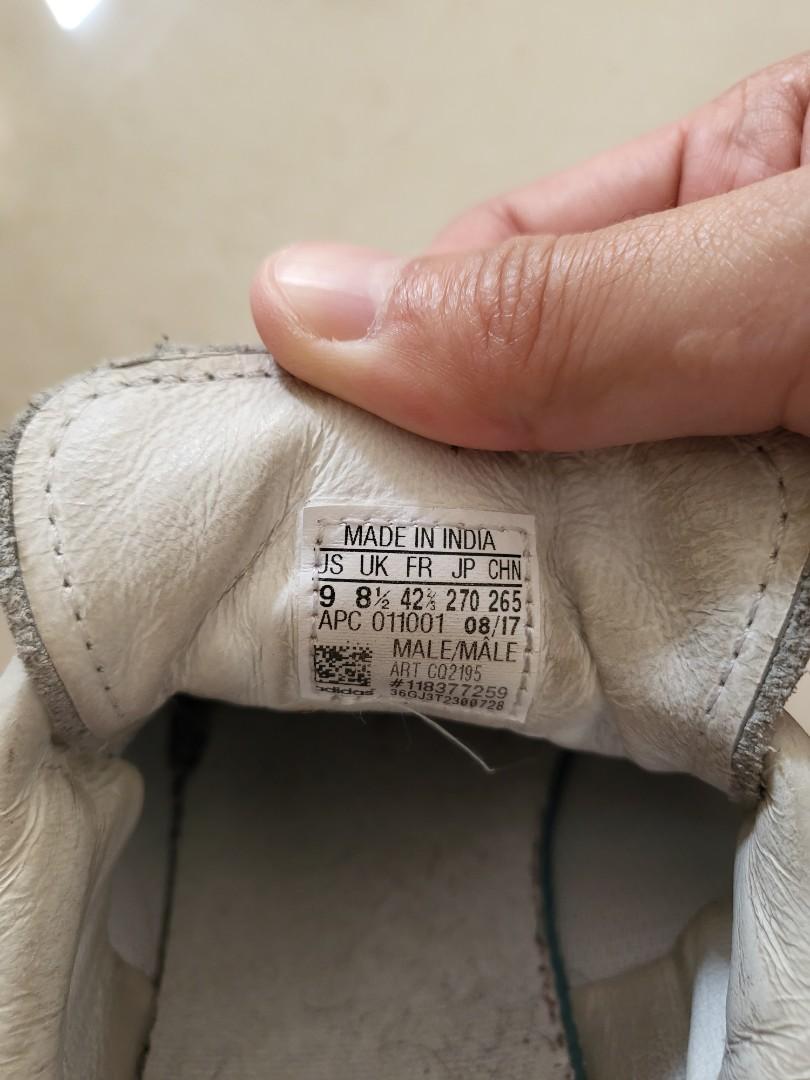 MADE IN INDIA
US UK FR JP CHN
9 8½ 42⅔ 270 265
APC 011001 08/17
MALE/MÂLE
ART CQ2195
#118377259
adidas 36GJ3T2300728